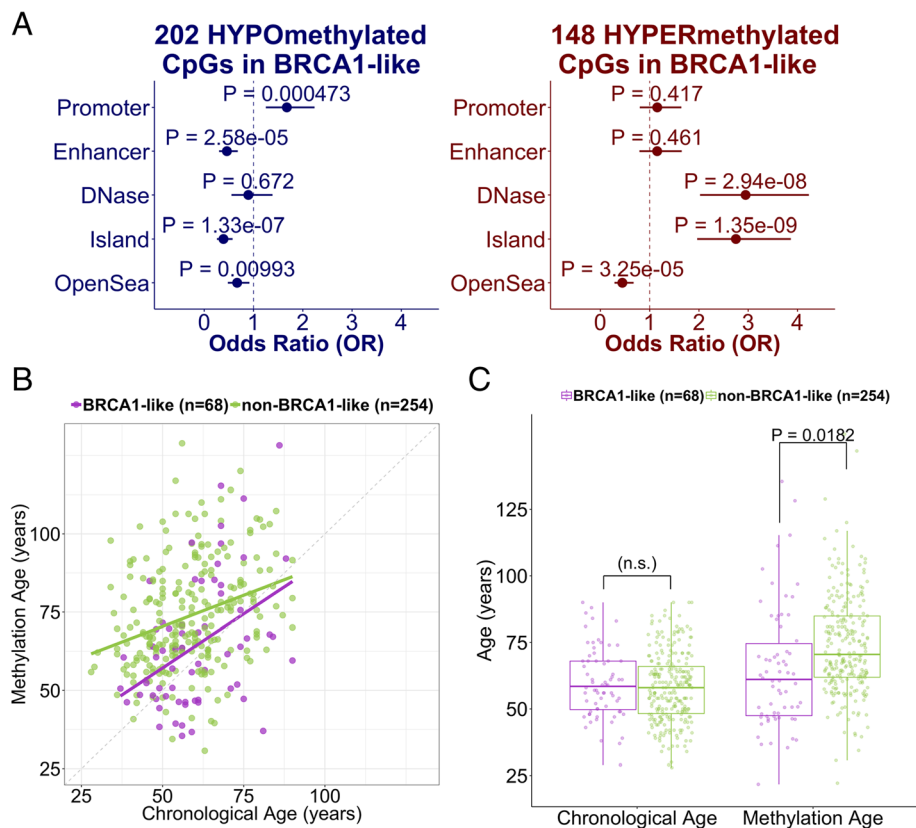 A
202 HYPOmethylated
CpGs in BRCA1-like
Promoter
P = 0.000473
Enhancer
P = 2.58e-05
DNase
P = 0.672
Island
P = 1.33e-07
OpenSea
P = 0.00993
0 1 2 3 4
Odds Ratio (OR)
148 HYPERmethylated
CpGs in BRCA1-like
Promoter
P = 0.417
Enhancer
P = 0.461
DNase
P = 2.94e-08
Island
P = 1.35e-09
OpenSea
P = 3.25e-05
0 1 2 3 4
Odds Ratio (OR)
B
BRCA1-like (n=68) non-BRCA1-like (n=254)
Methylation Age (years)
100
75
50
25
25 50 75 100
Chronological Age (years)
C
BRCA1-like (n=68) non-BRCA1-like (n=254)
P = 0.0182
(n.s.)
Age (years)
125
100
75
50
25
Chronological Age Methylation Age